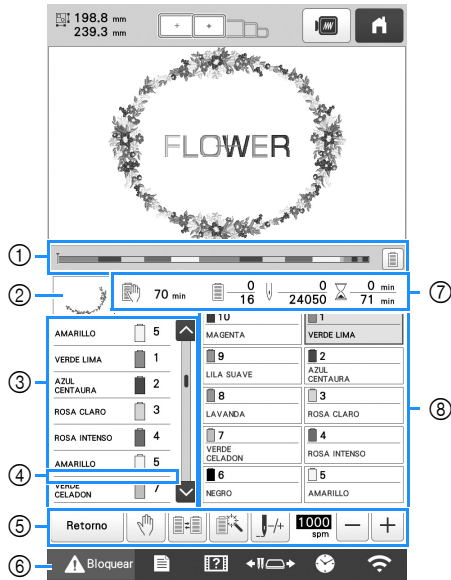 198.8 mm
239.3 mm
FLOWER
①
②
70 min
0
16
0
24050
0 min
71 min
⑦
③
AMARILLO 5
VERDE LIMA 1
AZUL
CENTAURA 2
ROSA CLARO 3
ROSA INTENSO 4
AMARILLO 5
④
VERDE
CELADON 7
10
MAGENTA
1
VERDE LIMA
9
LILA SUAVE
2
AZUL
CENTAURA
8
LAVANDA
3
ROSA CLARO
7
VERDE
CELADON
4
ROSA INTENSO
6
NEGRO
5
AMARILLO
⑧
⑤
Retorno
-/+
1000
spm
− +
⑥
Bloquear